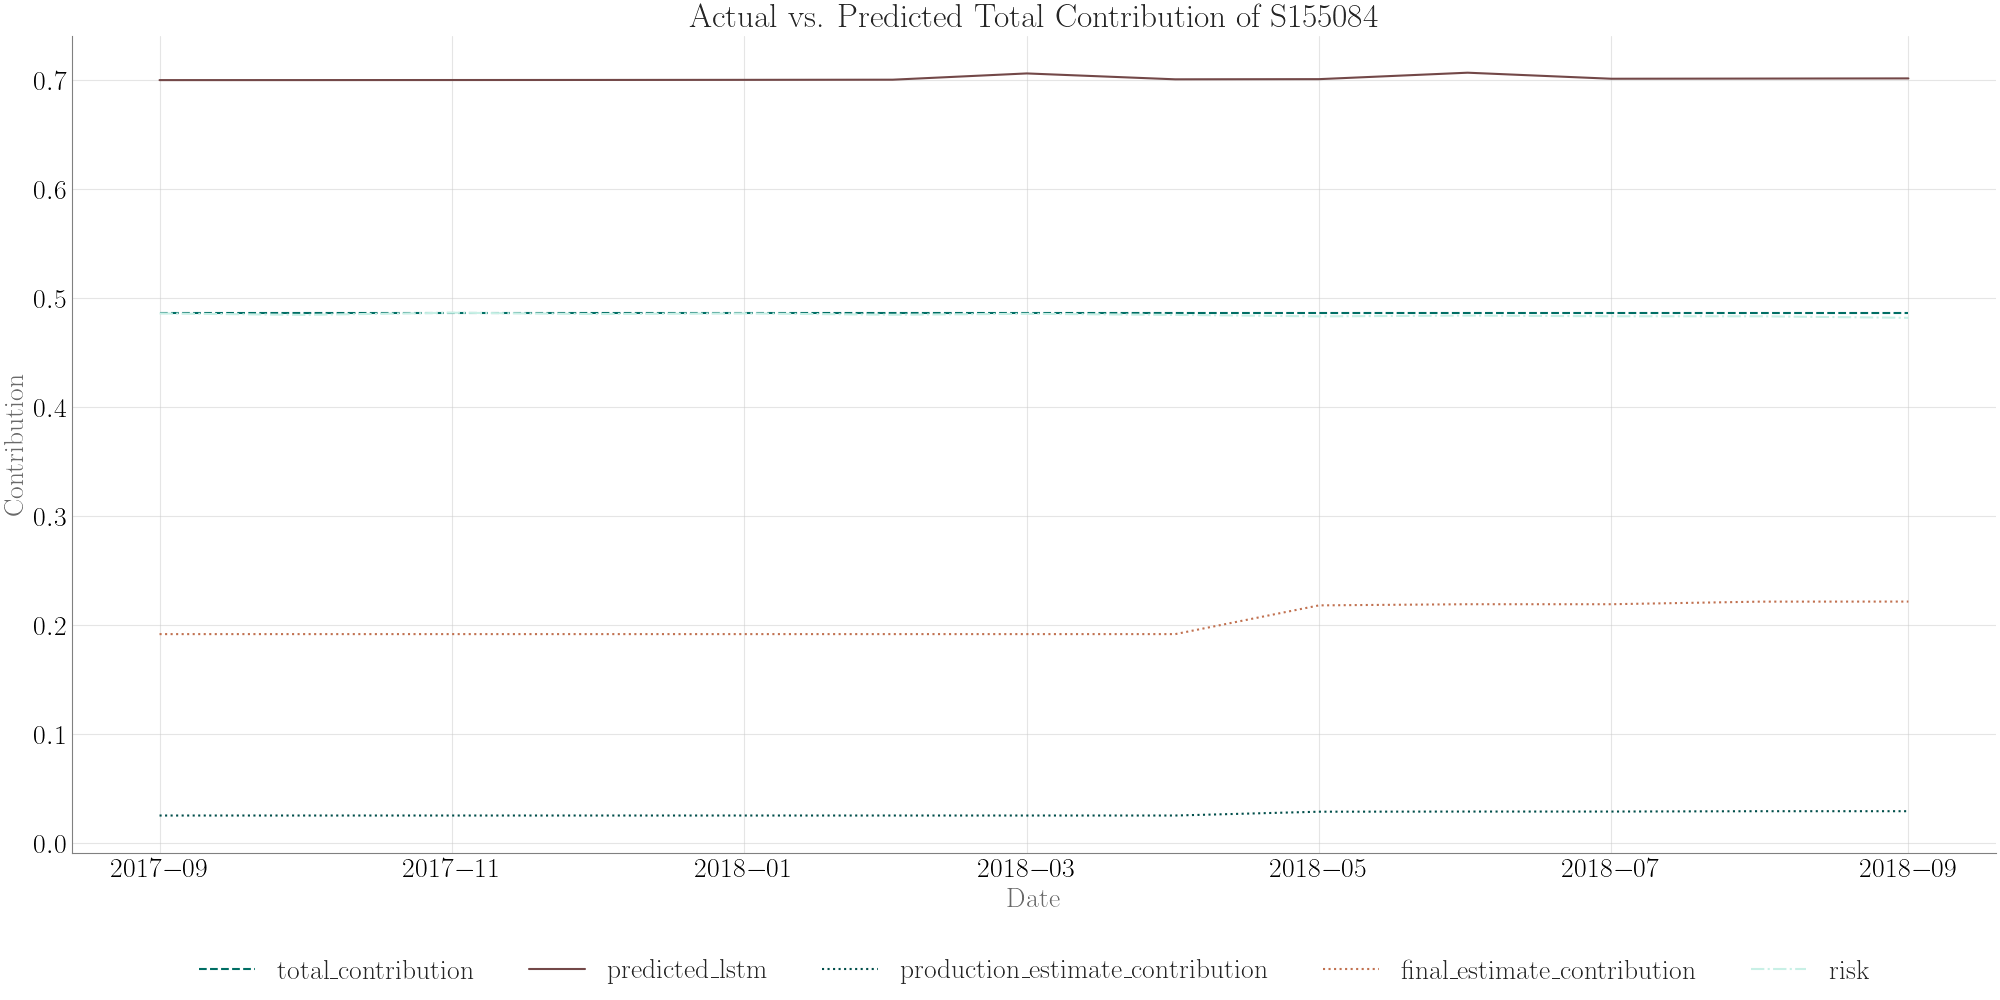 Actual vs. Predicted Total Contribution of S155084
Contribution
0.7
0.6
0.5
0.4
0.3
0.2
0.1
0.0
2017–09 2017–11 2018–01 2018–03 2018–05 2018–07 2018–09
Date
total_contribution predicted_lstm production_estimate_contribution final_estimate_contribution risk